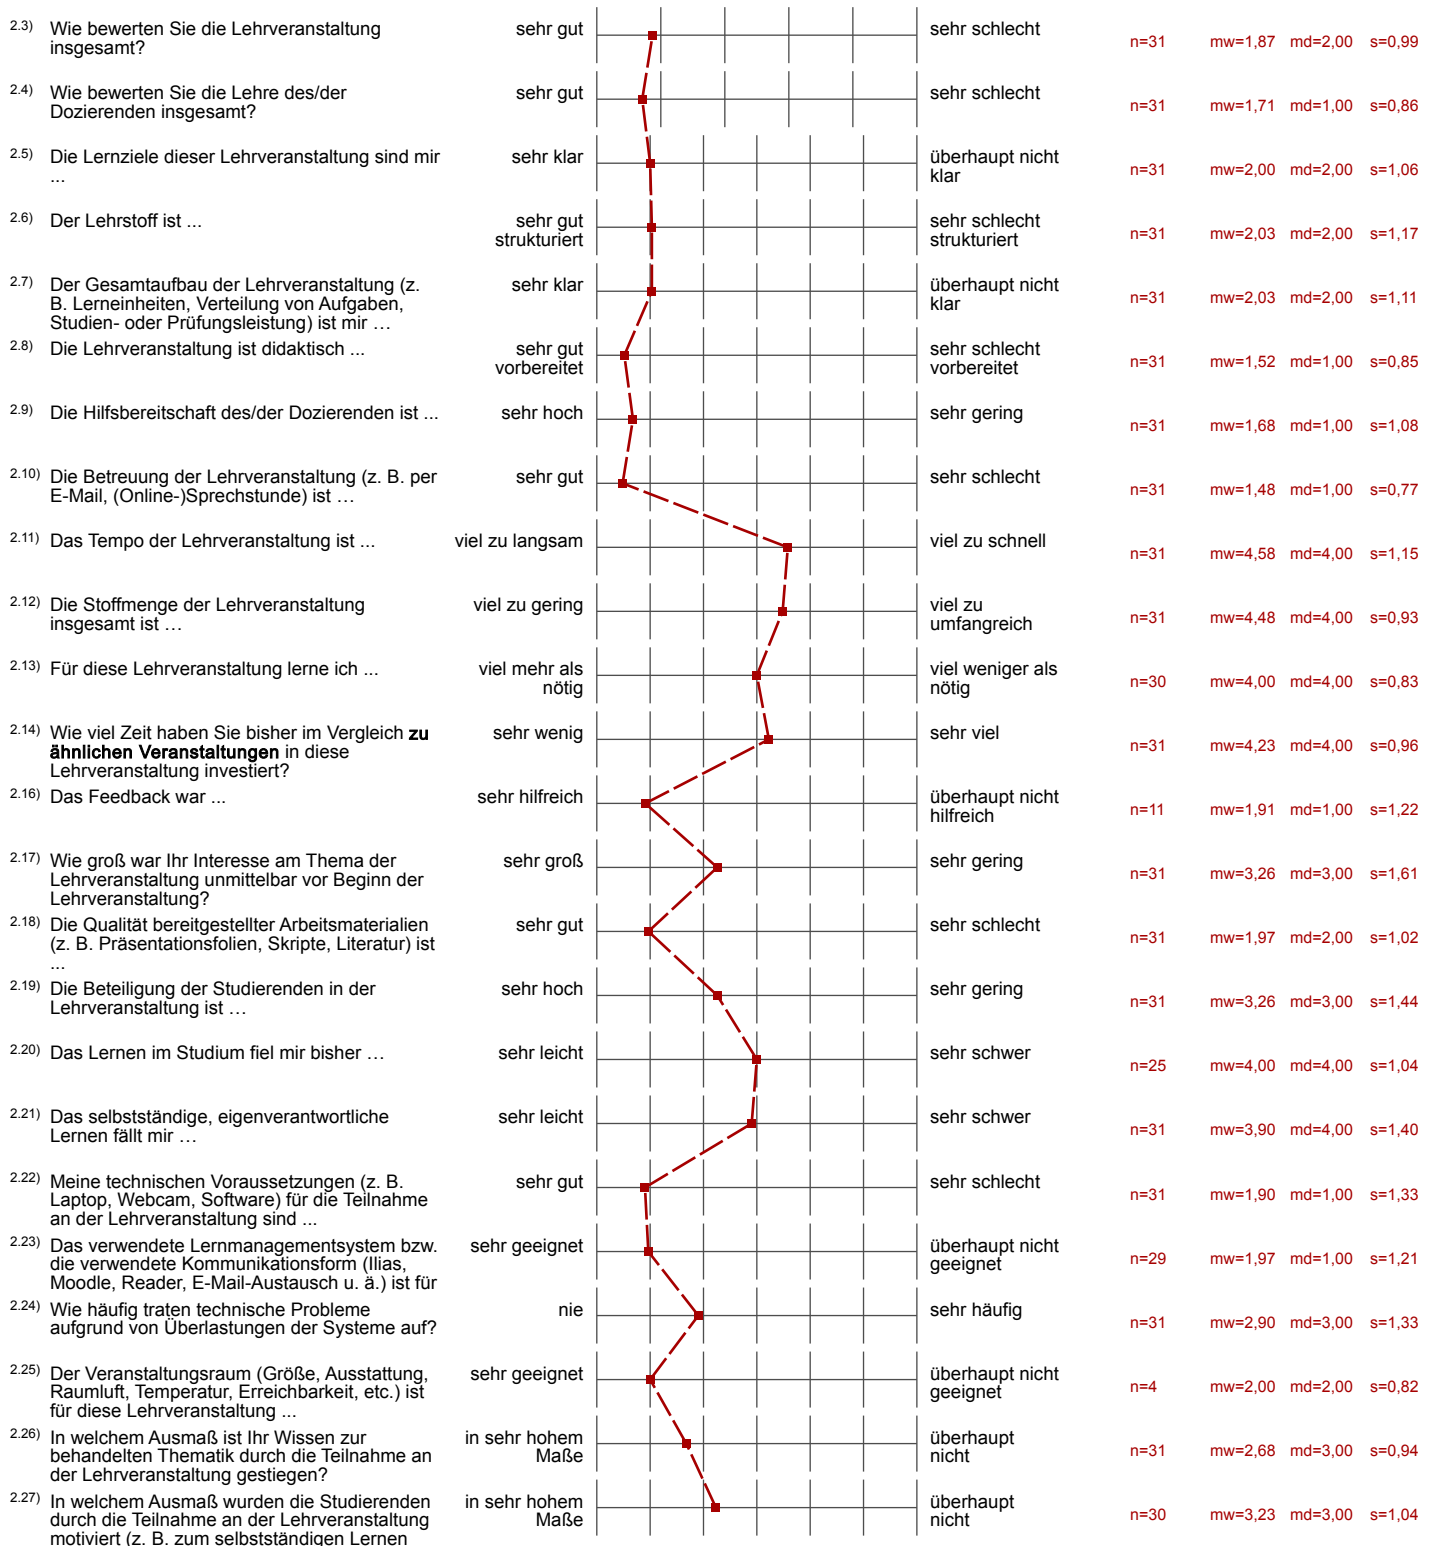 2.3) Wie bewerten Sie die Lehrveranstaltung sehr gut sehr schlecht
insgesamt? n=31 mw=1,87 md=2,00 s=0,99
2.4) Wie bewerten Sie die Lehre des/der sehr gut sehr schlecht
Dozierenden insgesamt? n=31 mw=1,71 md=1,00 s=0,86
2.5) Die Lernziele dieser Lehrveranstaltung sind mir sehr klar überhaupt nicht
... klar n=31 mw=2,00 md=2,00 s=1,06
2.6) Der Lehrstoff ist ... sehr gut sehr schlecht
strukturiert strukturiert n=31 mw=2,03 md=2,00 s=1,17
2.7) Der Gesamtaufbau der Lehrveranstaltung (z. sehr klar überhaupt nicht
B. Lerneinheiten, Verteilung von Aufgaben, klar n=31 mw=2,03 md=2,00 s=1,11
Studien- oder Prüfungsleistung) ist mir …
2.8) Die Lehrveranstaltung ist didaktisch ... sehr gut sehr schlecht
vorbereitet vorbereitet n=31 mw=1,52 md=1,00 s=0,85
2.9) Die Hilfsbereitschaft des/der Dozierenden ist ... sehr hoch sehr gering
n=31 mw=1,68 md=1,00 s=1,08
2.10) Die Betreuung der Lehrveranstaltung (z. B. per sehr gut sehr schlecht
E-Mail, (Online-)Sprechstunde) ist … n=31 mw=1,48 md=1,00 s=0,77
2.11) Das Tempo der Lehrveranstaltung ist ... viel zu langsam viel zu schnell
n=31 mw=4,58 md=4,00 s=1,15
2.12) Die Stoffmenge der Lehrveranstaltung viel zu gering viel zu
insgesamt ist … umfangreich n=31 mw=4,48 md=4,00 s=0,93
2.13) Für diese Lehrveranstaltung lerne ich ... viel mehr als viel weniger als
nötig nötig n=30 mw=4,00 md=4,00 s=0,83
2.14) Wie viel Zeit haben Sie bisher im Vergleich zu sehr wenig sehr viel
ähnlichen Veranstaltungen in diese n=31 mw=4,23 md=4,00 s=0,96
Lehrveranstaltung investiert?
2.16) Das Feedback war ... sehr hilfreich überhaupt nicht
hilfreich n=11 mw=1,91 md=1,00 s=1,22
2.17) Wie groß war Ihr Interesse am Thema der sehr groß sehr gering
Lehrveranstaltung unmittelbar vor Beginn der n=31 mw=3,26 md=3,00 s=1,61
Lehrveranstaltung?
2.18) Die Qualität bereitgestellter Arbeitsmaterialien sehr gut sehr schlecht
(z. B. Präsentationsfolien, Skripte, Literatur) ist n=31 mw=1,97 md=2,00 s=1,02
...
2.19) Die Beteiligung der Studierenden in der sehr hoch sehr gering
Lehrveranstaltung ist … n=31 mw=3,26 md=3,00 s=1,44
2.20) Das Lernen im Studium fiel mir bisher … sehr leicht sehr schwer
n=25 mw=4,00 md=4,00 s=1,04
2.21) Das selbstständige, eigenverantwortliche sehr leicht sehr schwer
Lernen fällt mir … n=31 mw=3,90 md=4,00 s=1,40
2.22) Meine technischen Voraussetzungen (z. B. sehr gut sehr schlecht
Laptop, Webcam, Software) für die Teilnahme n=31 mw=1,90 md=1,00 s=1,33
an der Lehrveranstaltung sind ...
2.23) Das verwendete Lernmanagementsystem bzw. sehr geeignet überhaupt nicht
die verwendete Kommunikationsform (Ilias, geeignet n=29 mw=1,97 md=1,00 s=1,21
Moodle, Reader, E-Mail-Austausch u. ä.) ist für
2.24) Wie häufig traten technische Probleme nie sehr häufig
aufgrund von Überlastungen der Systeme auf? n=31 mw=2,90 md=3,00 s=1,33
2.25) Der Veranstaltungsraum (Größe, Ausstattung, sehr geeignet überhaupt nicht
Raumluft, Temperatur, Erreichbarkeit, etc.) ist geeignet n=4 mw=2,00 md=2,00 s=0,82
für diese Lehrveranstaltung ...
2.26) In welchem Ausmaß ist Ihr Wissen zur in sehr hohem überhaupt
behandelten Thematik durch die Teilnahme an Maße nicht n=31 mw=2,68 md=3,00 s=0,94
der Lehrveranstaltung gestiegen?
2.27) In welchem Ausmaß wurden die Studierenden in sehr hohem überhaupt
durch die Teilnahme an der Lehrveranstaltung Maße nicht n=30 mw=3,23 md=3,00 s=1,04
motiviert (z. B. zum selbstständigen Lernen